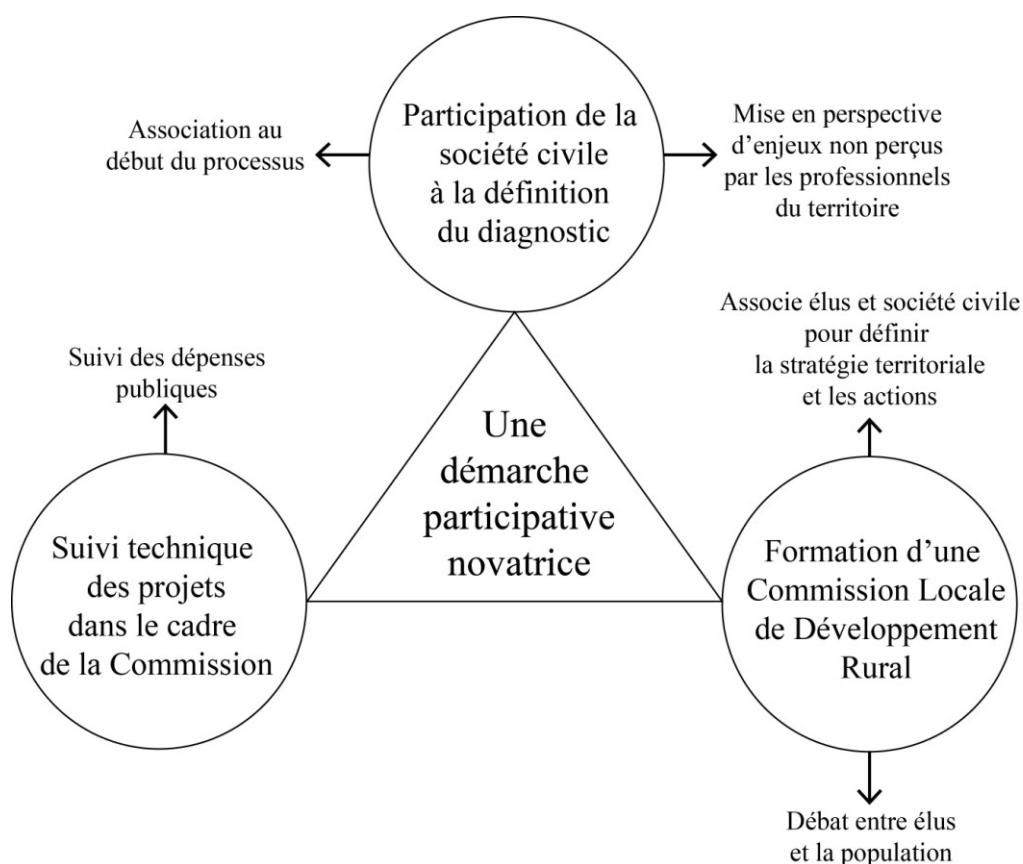 Participation de la
société civile
à la définition
du diagnostic
Association au
début du processus
Mise en perspective
d'enjeux non perçus
par les professionnels
du territoire
Associe élus et société civile
pour définir
la stratégie territoriale
et les actions
Suivi des dépenses
publiques
Une
démarche
participative
novatrice
Suivi technique
des projets
dans le cadre
de la Commission
Formation d'une
Commission Locale
de Développement
Rural
Débat entre élus
et la population